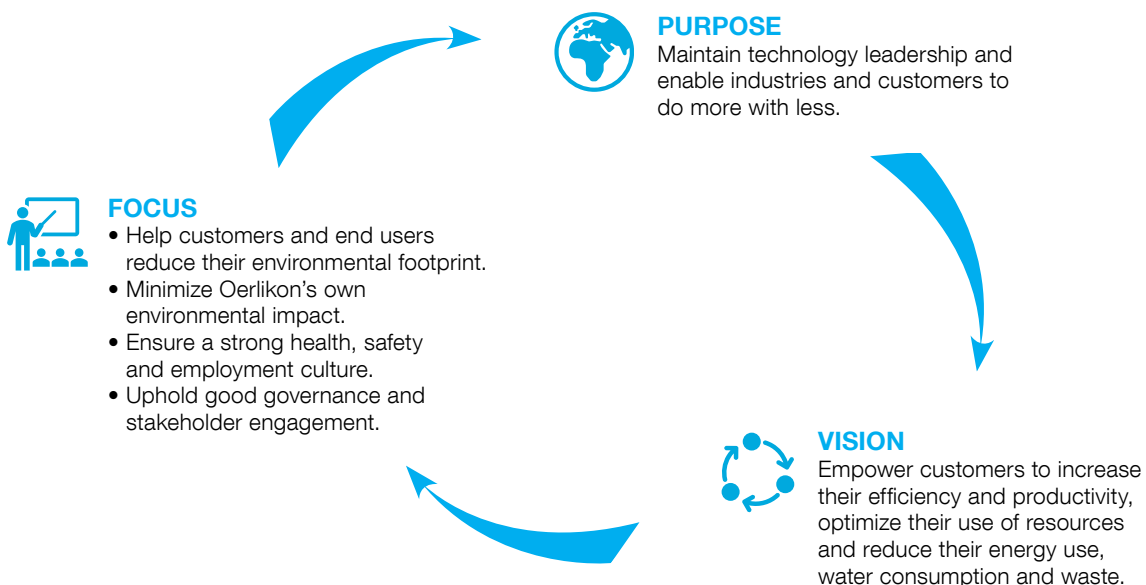 PURPOSE
Maintain technology leadership and
enable industries and customers to
do more with less.
FOCUS
• Help customers and end users
reduce their environmental footprint.
• Minimize Oerlikon’s own
environmental impact.
• Ensure a strong health, safety
and employment culture.
• Uphold good governance and
stakeholder engagement.
VISION
Empower customers to increase
their efficiency and productivity,
optimize their use of resources
and reduce their energy use,
water consumption and waste.